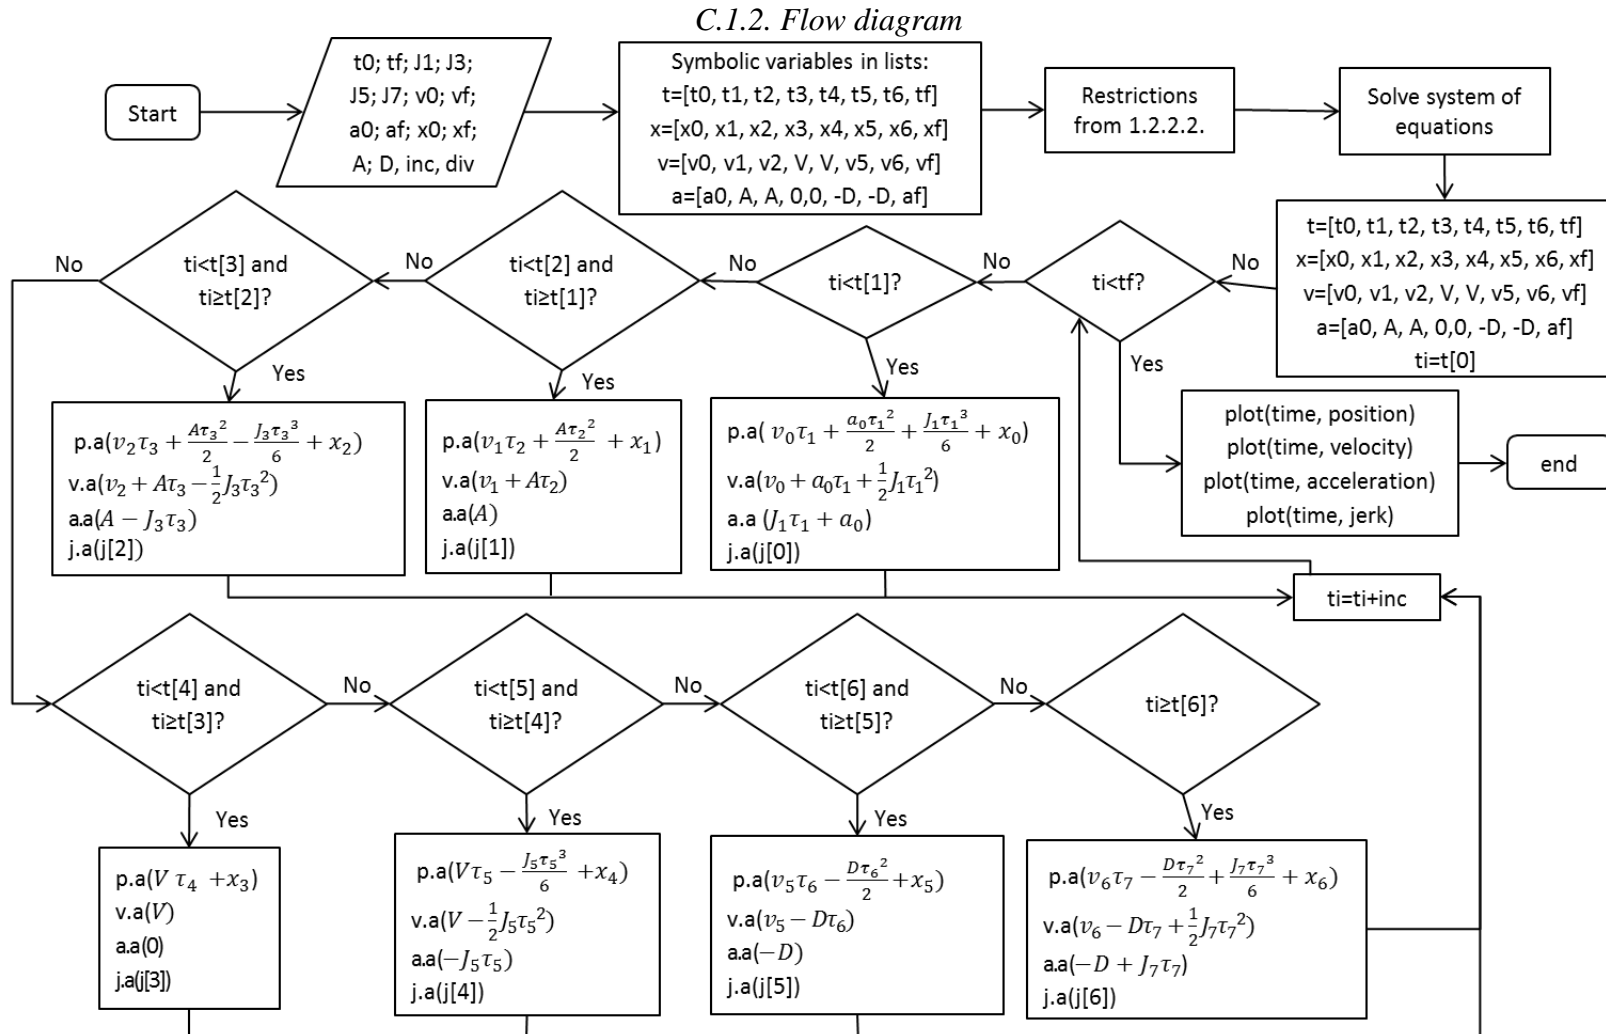 C.1.2. Flow diagram
Start
t0; tf; J1; J3;
J5; J7; v0; vf;
a0; af; x0; xf;
A; D, inc, div
Symbolic variables in lists:
t=[t0, t1, t2, t3, t4, t5, t6, tf]
x=[x0, x1, x2, x3, x4, x5, x6, xf]
v=[v0, v1, v2, V, V, v5, v6, vf]
a=[a0, A, A, 0,0, -D, -D, af]
Restrictions
from 1.2.2.2.
Solve system of
equations
t=[t0, t1, t2, t3, t4, t5, t6, tf]
x=[x0, x1, x2, x3, x4, x5, x6, xf]
v=[v0, v1, v2, V, V, v5, v6, vf]
a=[a0, A, A, 0,0, -D, -D, af]
ti=t[0]
No
ti<tf?
Yes
plot(time, position)
plot(time, velocity)
plot(time, acceleration)
plot(time, jerk)
end
No
ti<t[1]?
Yes
p.a( v₀τ₁ + a₀τ₁²/2 + J₁τ₁³/6 + x₀)
v.a(v₀ + a₀τ₁ + 1/2 J₁τ₁²)
a.a (J₁τ₁ + a₀)
j.a(j[0])
No
ti<t[2] and
ti≥t[1]?
Yes
p.a(v₁τ₂ + Aτ₂²/2 + x₁)
v.a(v₁ + Aτ₂)
a.a(A)
j.a(j[1])
No
ti<t[3] and
ti≥t[2]?
Yes
p.a(v₂τ₃ + Aτ₃²/2 − J₃τ₃³/6 + x₂)
v.a(v₂ + Aτ₃ − 1/2 J₃τ₃²)
a.a(A − J₃τ₃)
j.a(j[2])
No
ti=ti+inc
ti<t[4] and
ti≥t[3]?
Yes
p.a(V τ₄ +x₃)
v.a(V)
a.a(0)
j.a(j[3])
No
ti<t[5] and
ti≥t[4]?
Yes
p.a(Vτ₅ − J₅τ₅³/6 +x₄)
v.a(V − 1/2 J₅τ₅²)
a.a(−J₅τ₅)
j.a(j[4])
No
ti<t[6] and
ti≥t[5]?
Yes
p.a(v₅τ₆ − Dτ₆²/2 +x₅)
v.a(v₅ − Dτ₆)
a.a(−D)
j.a(j[5])
No
ti≥t[6]?
Yes
p.a(v₆τ₇ − Dτ₇²/2 + J₇τ₇³/6 + x₆)
v.a(v₆ − Dτ₇ + 1/2 J₇τ₇²)
a.a(−D + J₇τ₇)
j.a(j[6])